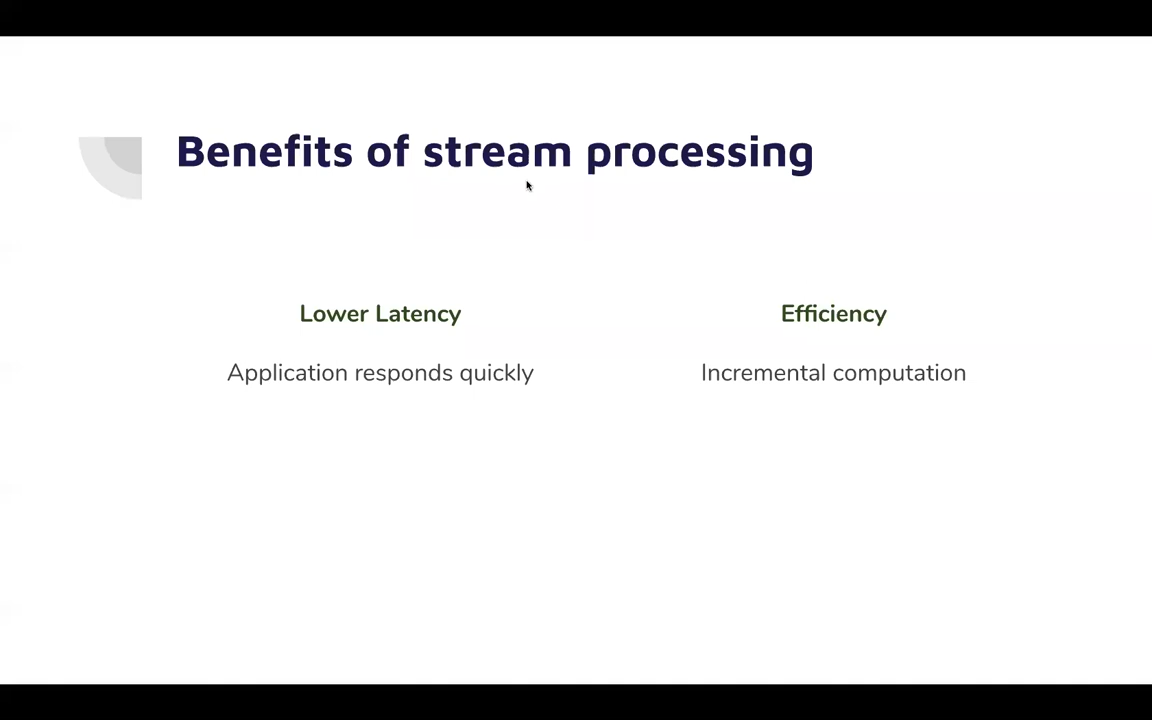 Benefits of stream processing
Lower Latency
Application responds quickly
Efficiency
Incremental computation